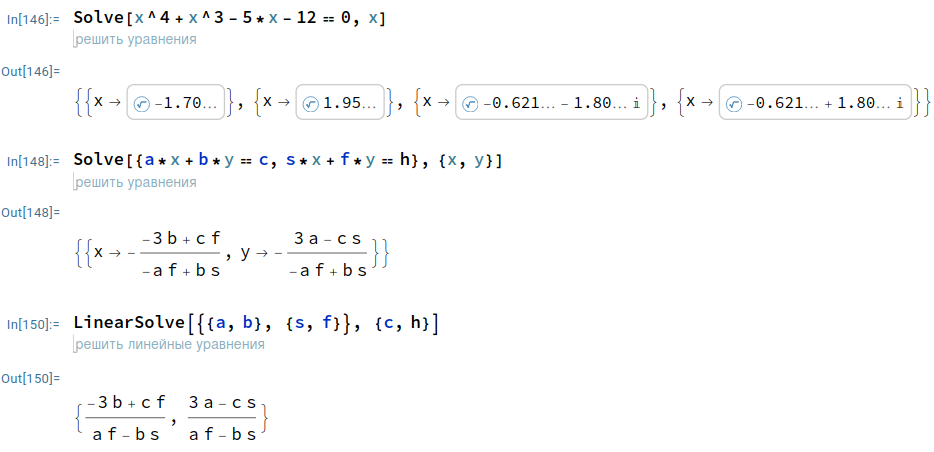 In[146]:= Solve[x^4 + x^3 - 5*x - 12 == 0, x]
решить уравнения
Out[146]=
{{x → -1.70...}, {x → 1.95...}, {x → -0.621... - 1.80... i}, {x → -0.621... + 1.80... i}}
In[148]:= Solve[{a*x + b*y == c, s*x + f*y == h}, {x, y}]
решить уравнения
Out[148]=
{{x → - (-3 b + c f)/(-a f + b s), y → - (3 a - c s)/(-a f + b s)}}
In[150]:= LinearSolve[{{a, b}, {s, f}}, {c, h}]
решить линейные уравнения
Out[150]=
{(-3 b + c f)/(a f - b s), (3 a - c s)/(a f - b s)}